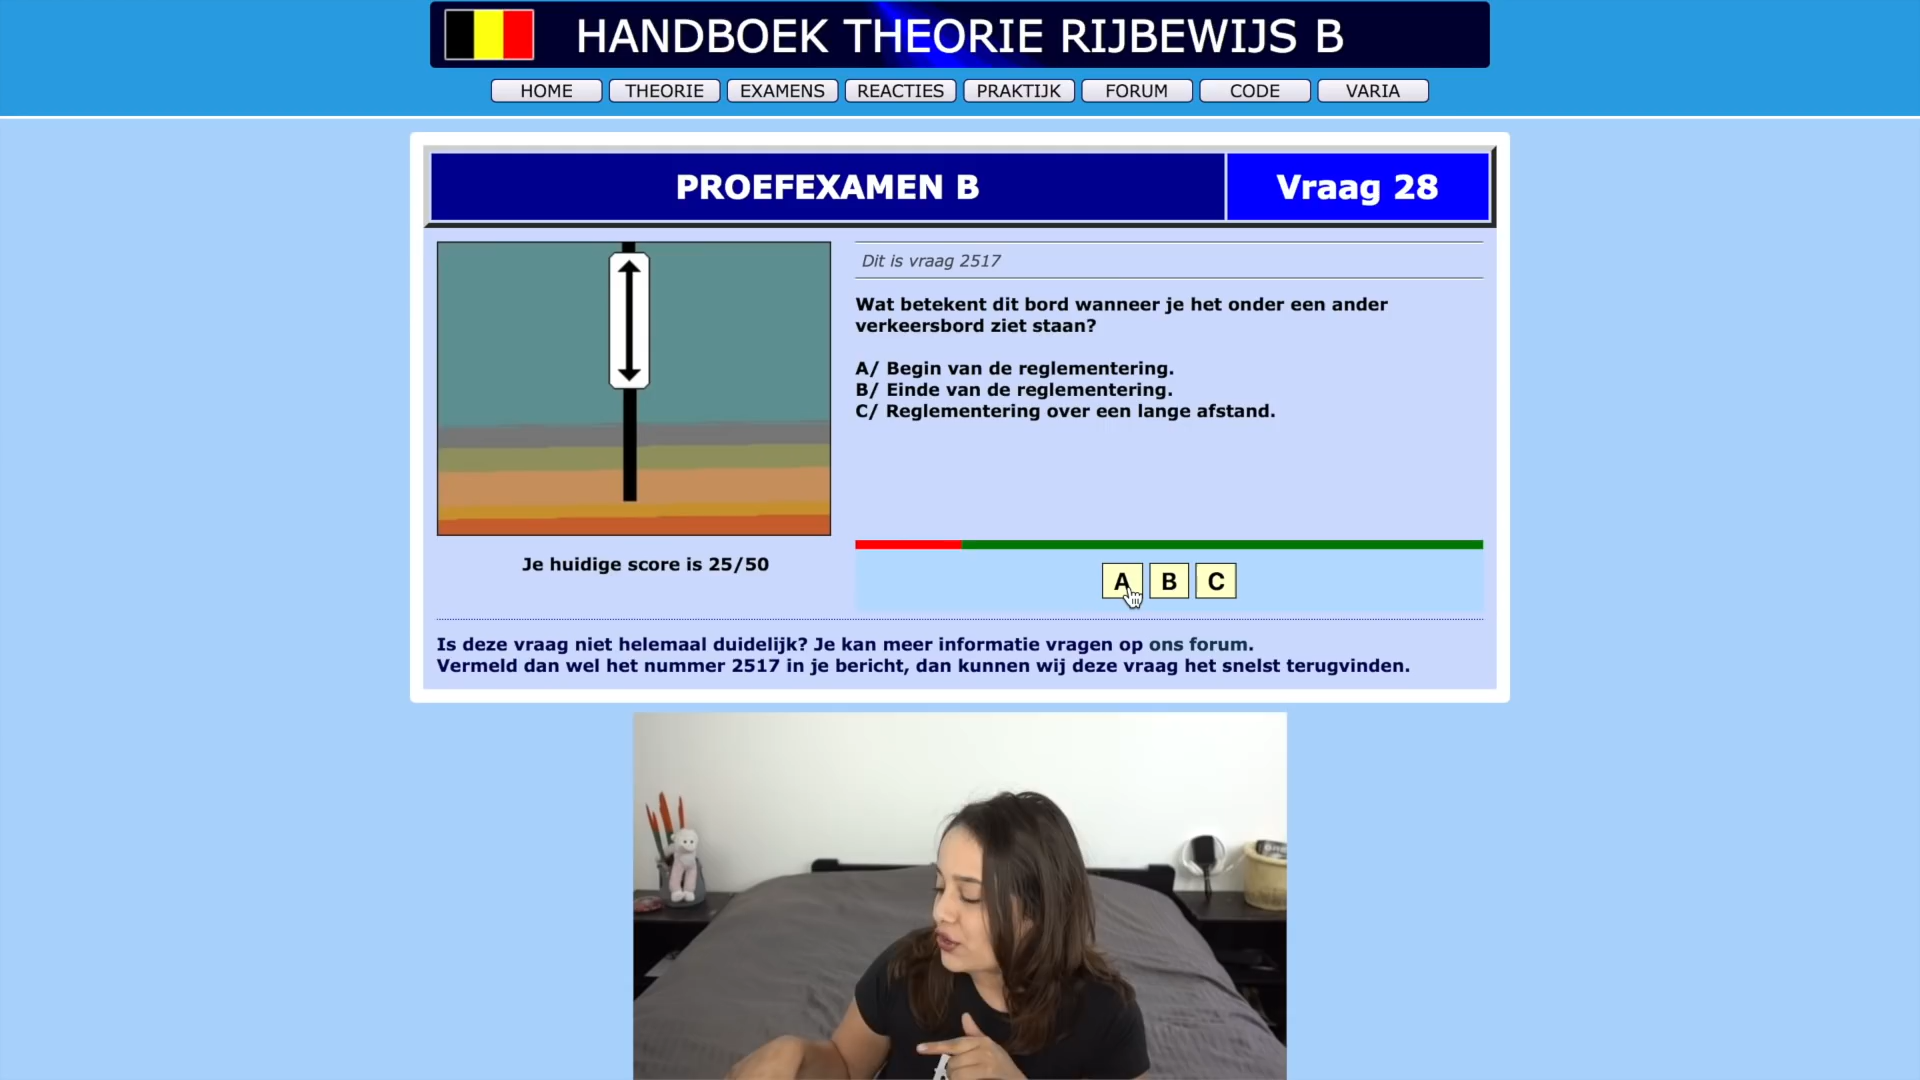 HANDBOEK THEORIE RIJBEWIJS B
HOME
THEORIE
EXAMENS
REACTIES
PRAKTIJK
FORUM
CODE
VARIA
PROEFEXAMEN B
Vraag 28
Dit is vraag 2517
Wat betekent dit bord wanneer je het onder een ander
verkeersbord ziet staan?
A/ Begin van de reglementering.
B/ Einde van de reglementering.
C/ Reglementering over een lange afstand.
Je huidige score is 25/50
A
B
C
Is deze vraag niet helemaal duidelijk? Je kan meer informatie vragen op ons forum.
Vermeld dan wel het nummer 2517 in je bericht, dan kunnen wij deze vraag het snelst terugvinden.